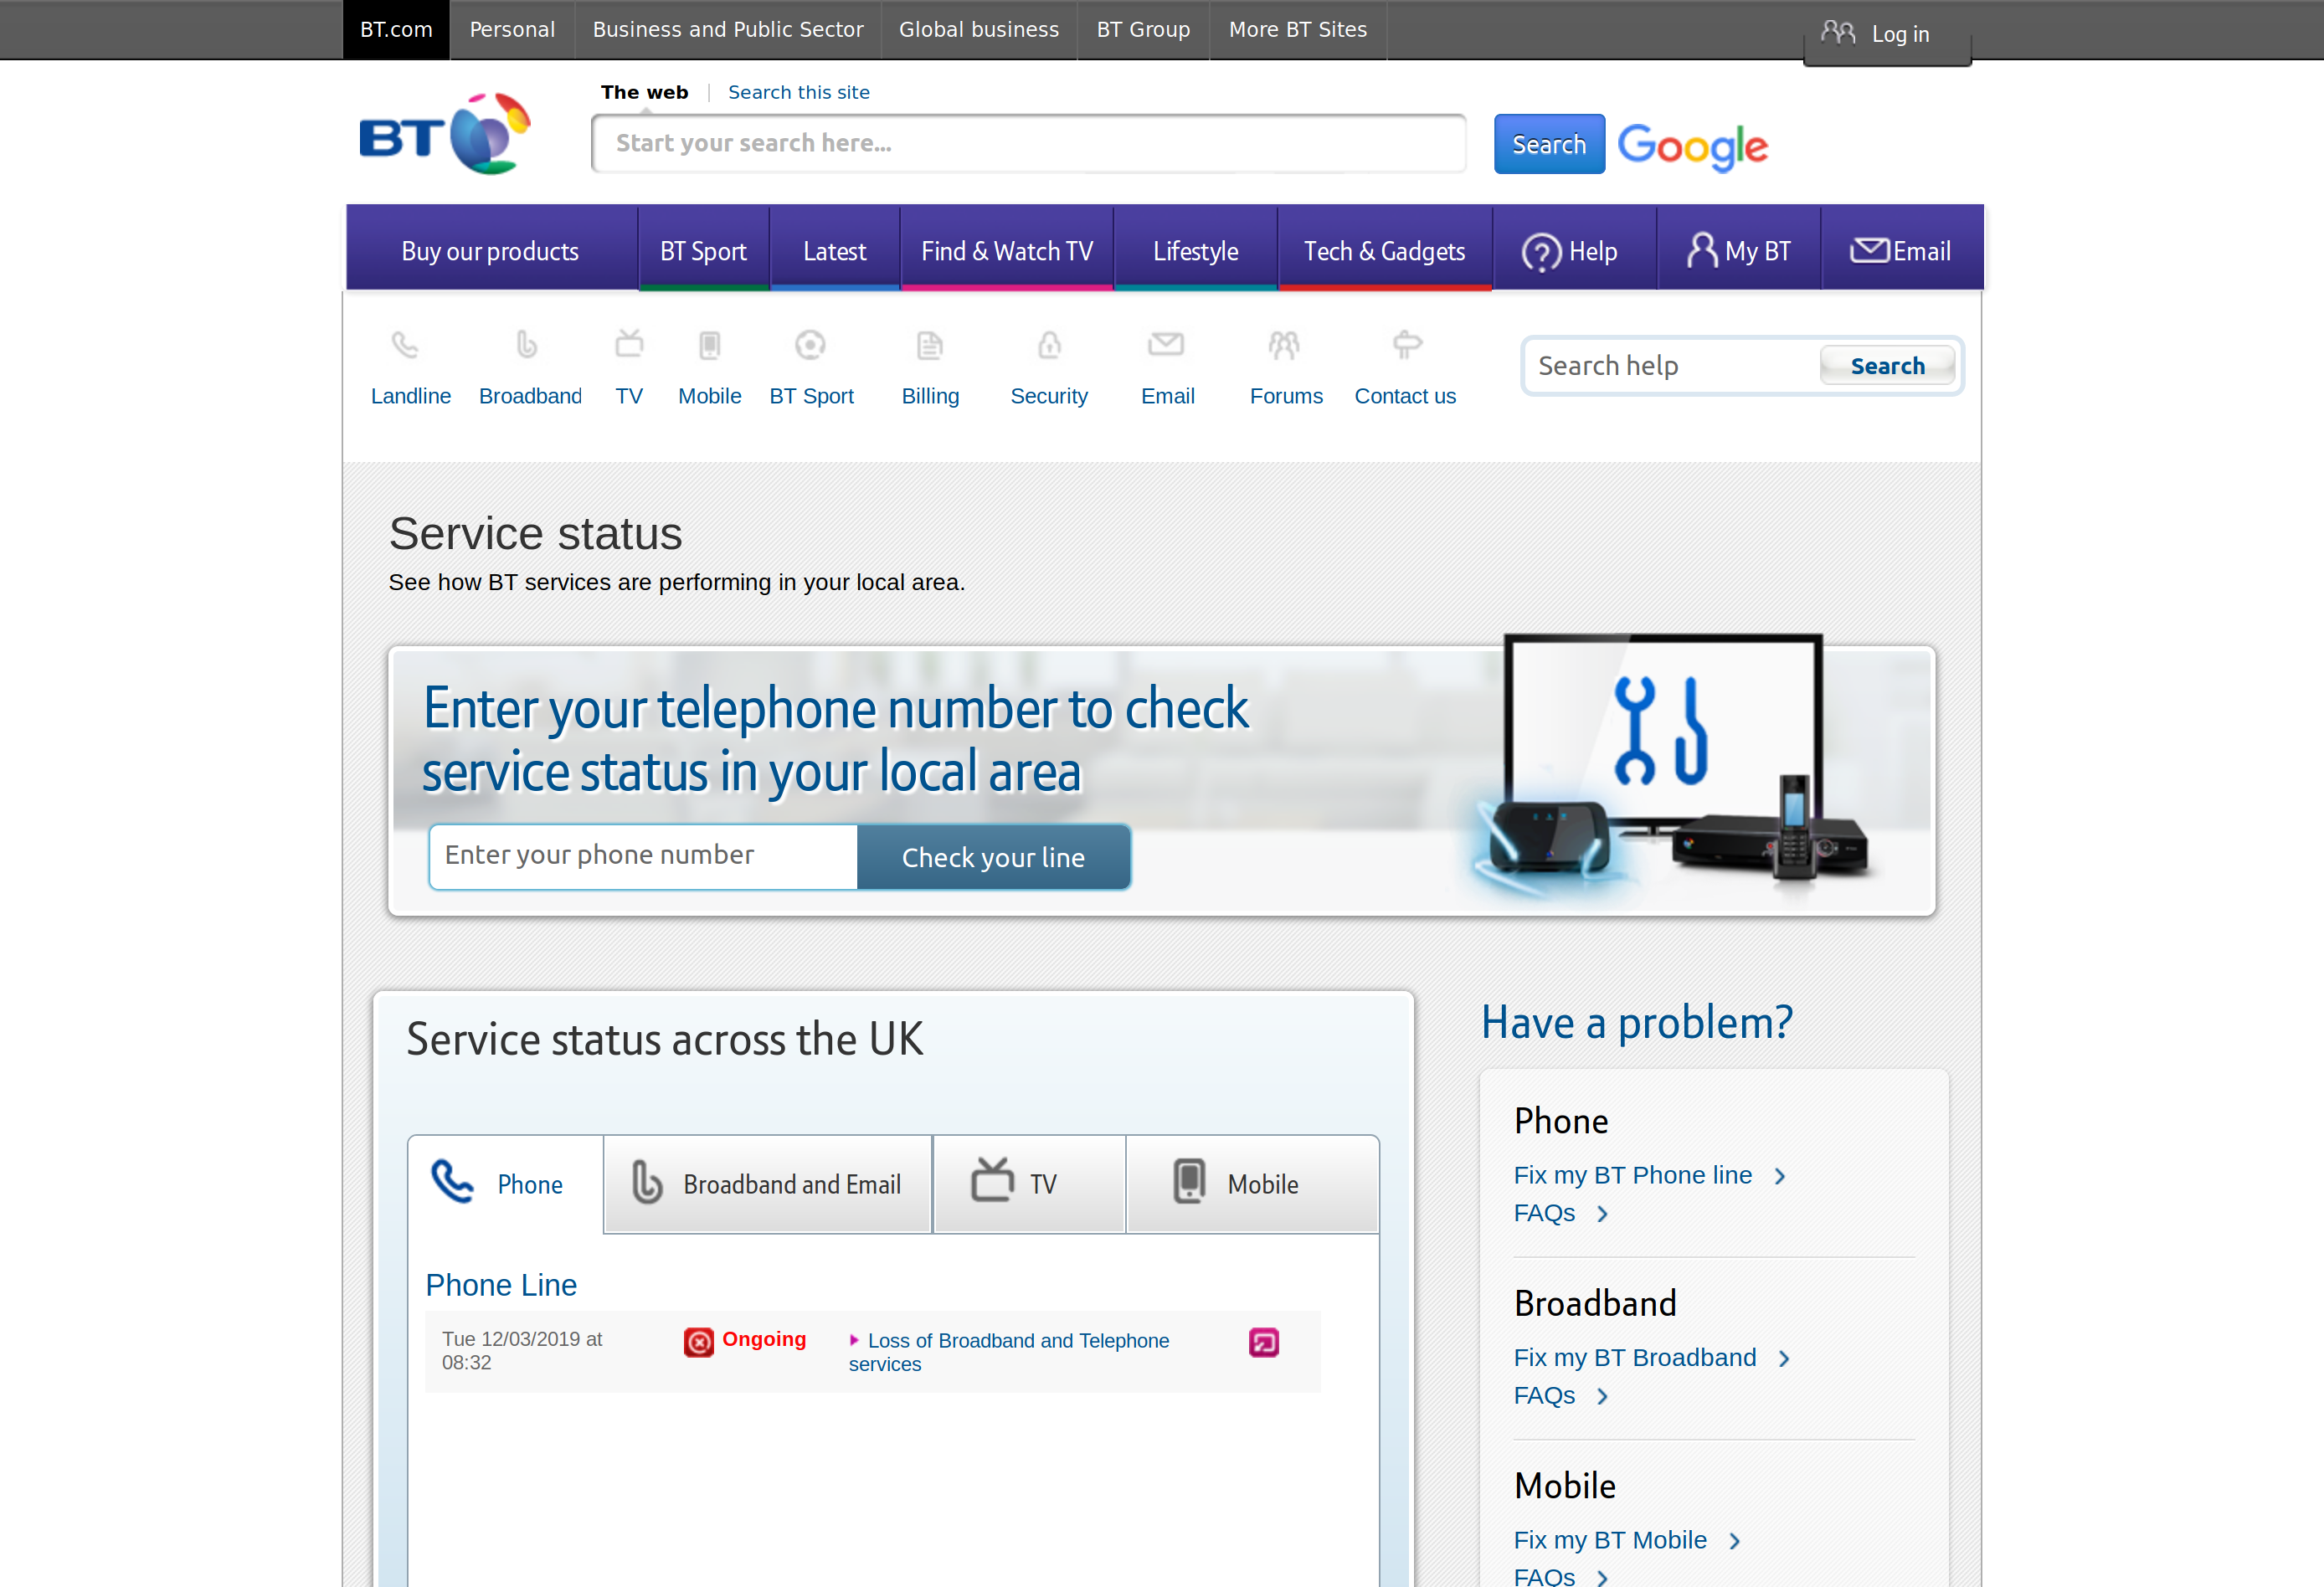 BT.com Personal Business and Public Sector Global business BT Group More BT Sites Log in
The web | Search this site
BT
Start your search here...
Search Google
Buy our products BT Sport Latest Find & Watch TV Lifestyle Tech & Gadgets Help My BT Email
Landline Broadband TV Mobile BT Sport Billing Security Email Forums Contact us
Search help Search
Service status
See how BT services are performing in your local area.
Enter your telephone number to check
service status in your local area
Enter your phone number Check your line
Service status across the UK
Phone Broadband and Email TV Mobile
Phone Line
Tue 12/03/2019 at
08:32
Ongoing
Loss of Broadband and Telephone
services
Have a problem?
Phone
Fix my BT Phone line
FAQs
Broadband
Fix my BT Broadband
FAQs
Mobile
Fix my BT Mobile
FAQs